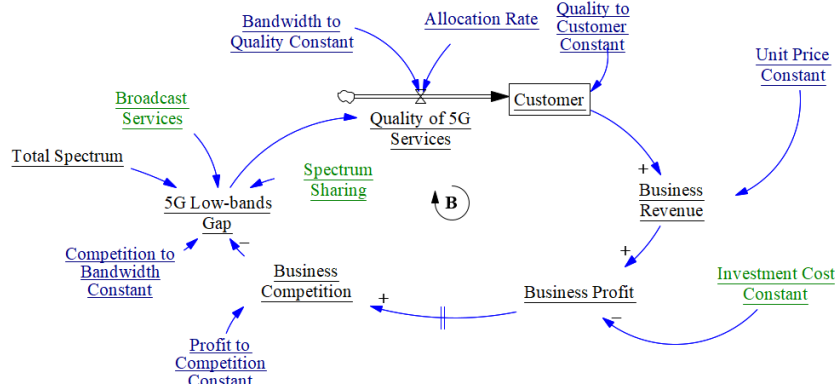 Bandwidth to
Quality Constant
Allocation Rate
Quality to
Customer
Constant
Unit Price
Constant
Broadcast
Services
Customer
Quality of 5G
Services
Total Spectrum
Spectrum
Sharing
5G Low-bands
Gap
B
+
Business
Revenue
+
Competition to
Bandwidth
Constant
−
Business
Competition
+
Business Profit
−
Investment Cost
Constant
Profit to
Competition
Constant